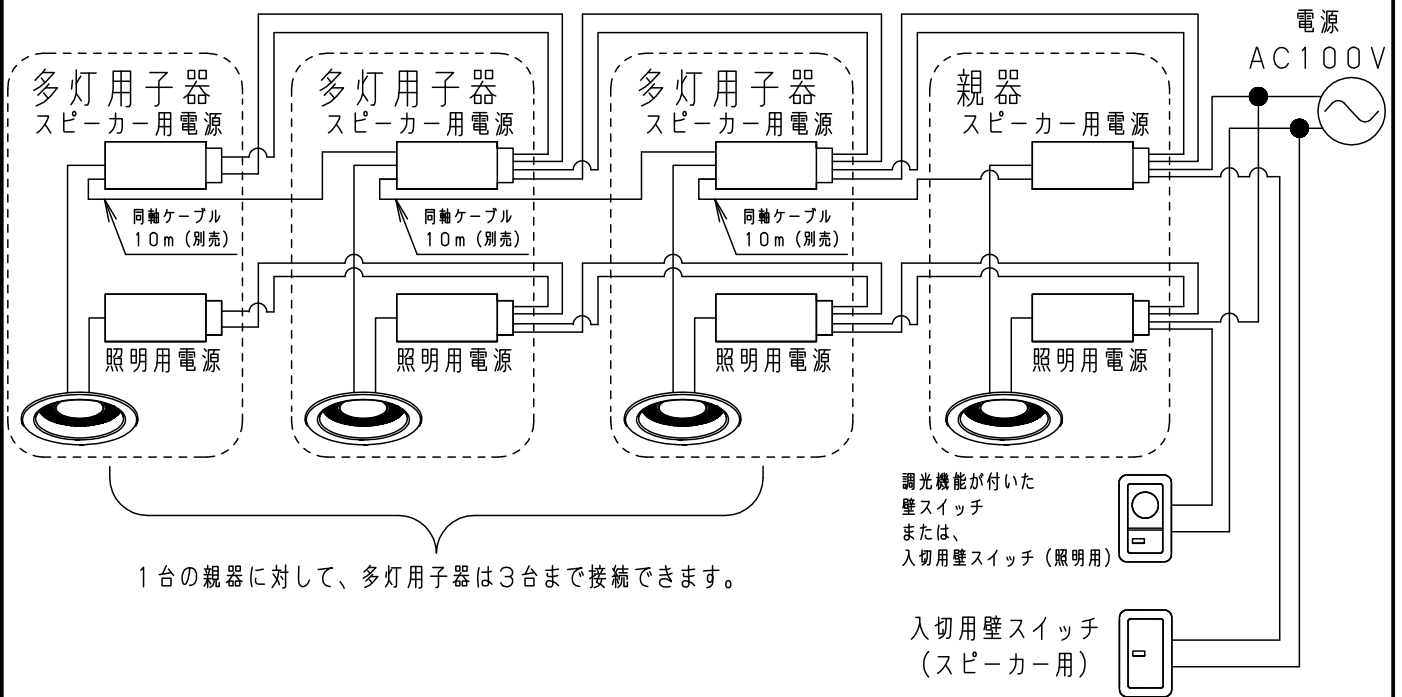 電源
AC100V
多灯用子器
スピーカー用電源
多灯用子器
スピーカー用電源
多灯用子器
スピーカー用電源
親器
スピーカー用電源
同軸ケーブル
10m(別売)
同軸ケーブル
10m(別売)
同軸ケーブル
10m(別売)
照明用電源
照明用電源
照明用電源
照明用電源
調光機能が付いた
壁スイッチ
または、
入切用壁スイッチ(照明用)
1台の親器に対して、多灯用子器は3台まで接続できます。
入切用壁スイッチ
(スピーカー用)